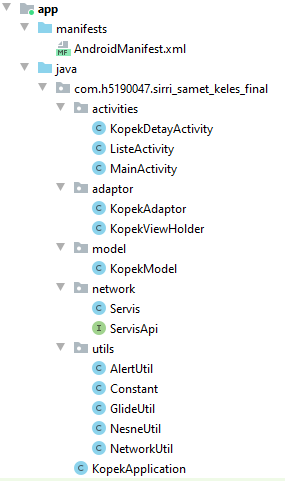 app
manifests
MF AndroidManifest.xml
java
com.h5190047.sirri_samet_keles_final
activities
C KopekDetayActivity
C ListeActivity
C MainActivity
adaptor
C KopekAdaptor
C KopekViewHolder
model
C KopekModel
network
C Servis
I ServisApi
utils
C AlertUtil
C Constant
C GlideUtil
C NesneUtil
C NetworkUtil
C KopekApplication